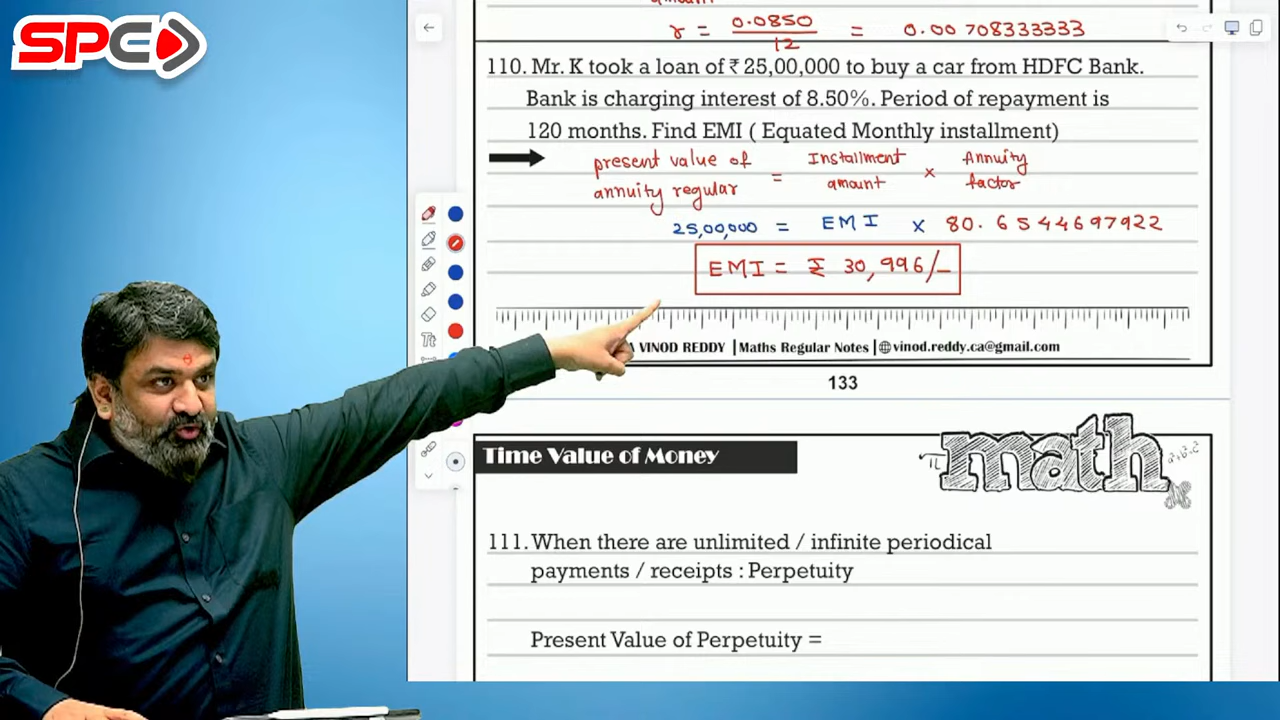 SPC
r = 0.0850 / 12 = 0.00 708333333
110. Mr. K took a loan of ₹ 25,00,000 to buy a car from HDFC Bank.
Bank is charging interest of 8.50%. Period of repayment is
120 months. Find EMI ( Equated Monthly installment)
present value of annuity regular = Installment amount × Annuity factor
25,00,000 = EMI × 80.6544697922
EMI = ₹ 30,996/-
VINOD REDDY | Maths Regular Notes | vinod.reddy.ca@gmail.com
133
Time Value of Money
math
111. When there are unlimited / infinite periodical
payments / receipts : Perpetuity
Present Value of Perpetuity =